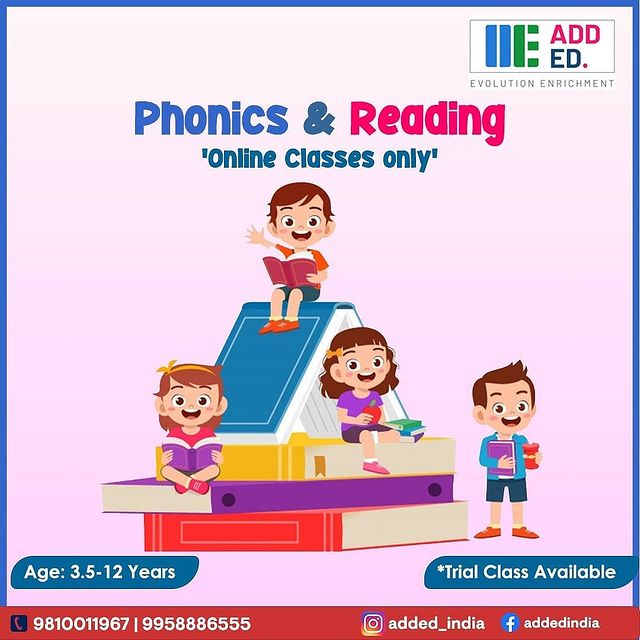 ADD
ED.
EVOLUTION ENRICHMENT
Phonics & Reading
'Online Classes only'
Age: 3.5-12 Years
*Trial Class Available
9810011967 | 9958886555
added_india
addedindia